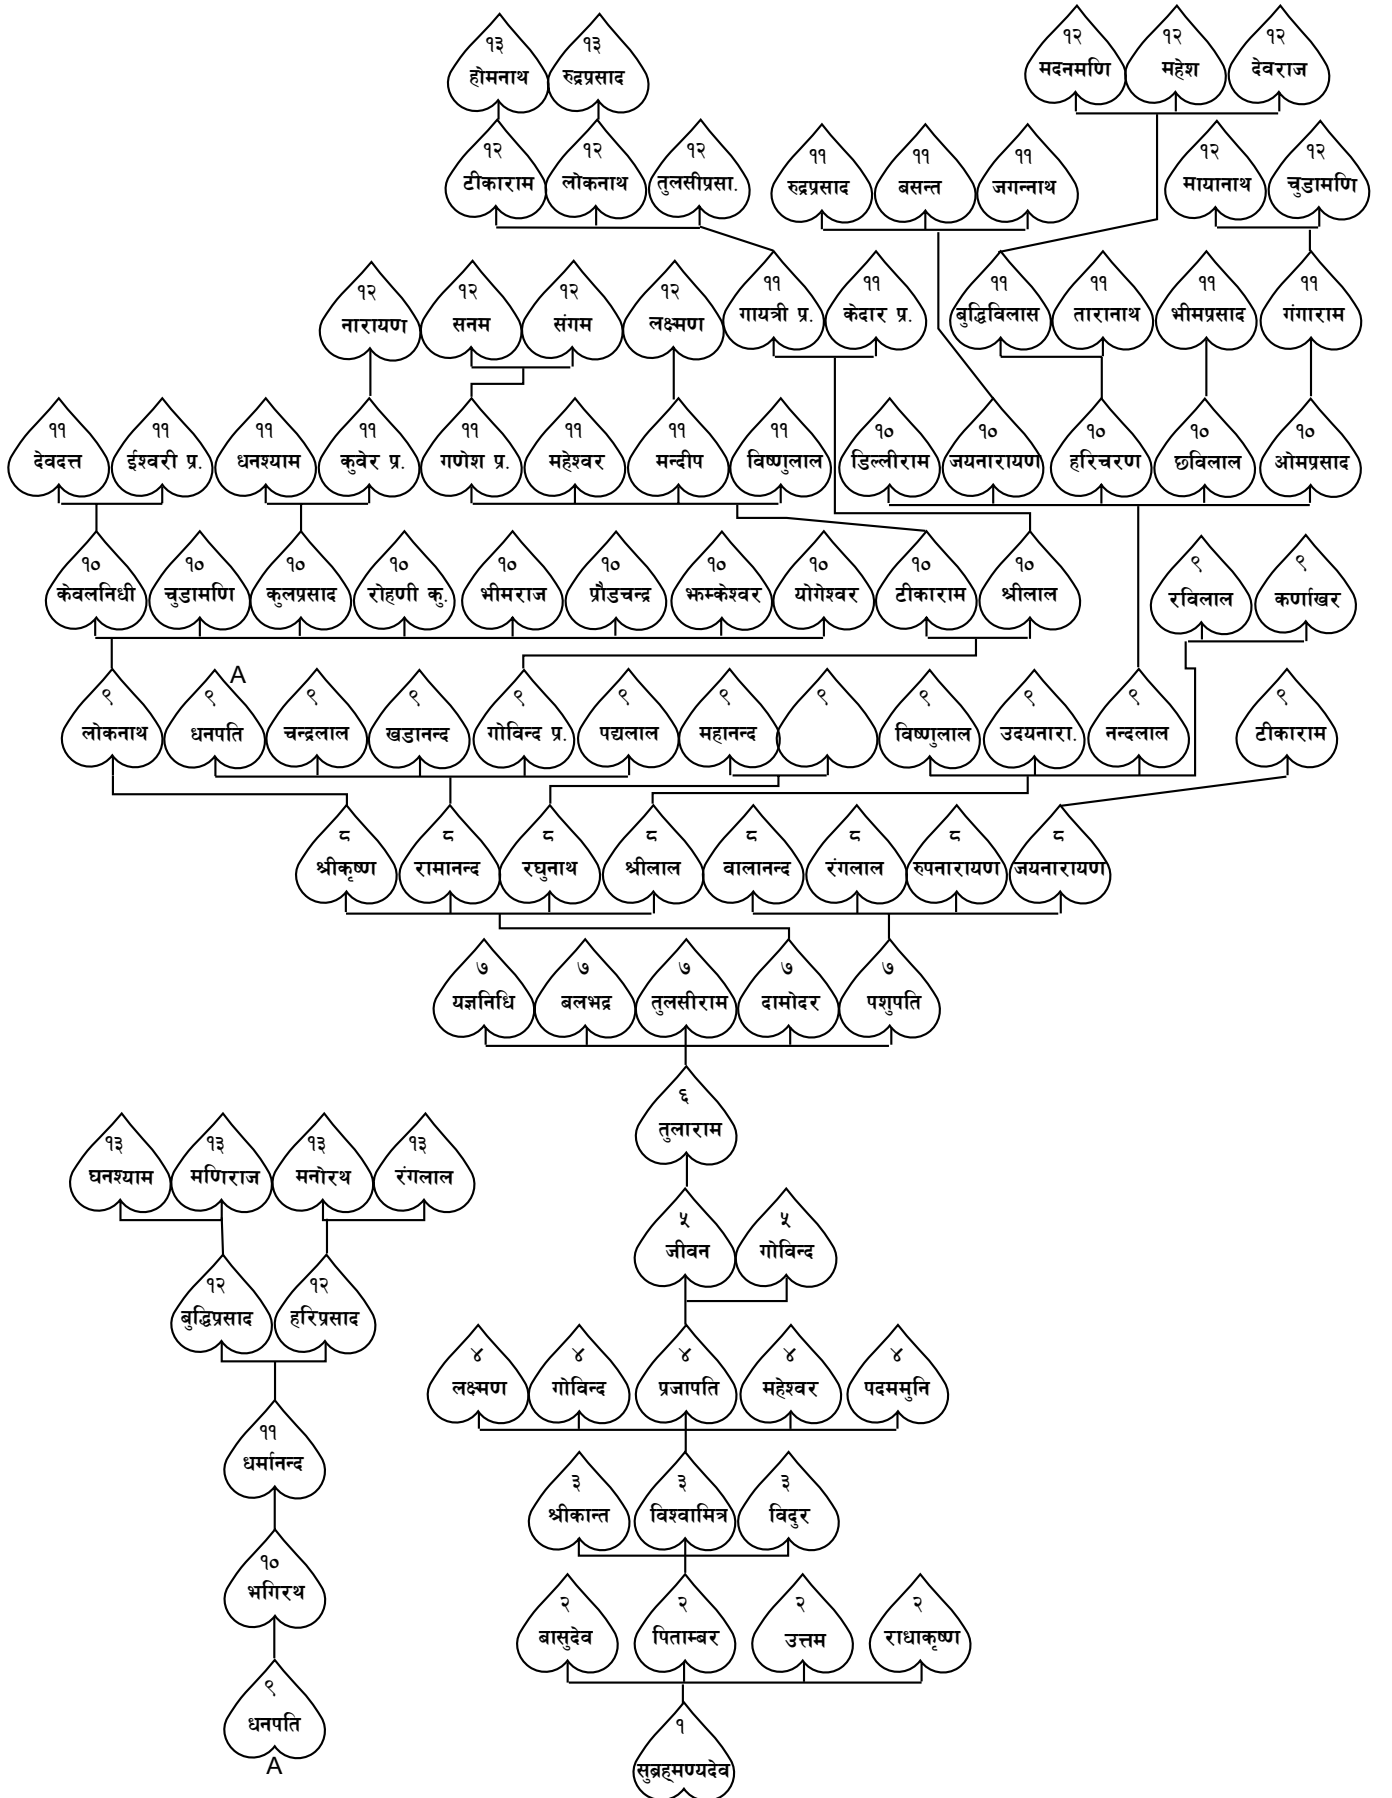 १३ १३
होमनाथ रुद्रप्रसाद
१२ १२ १२
मदनमणि महेश देवराज
१२ १२ १२
टीकाराम लोकनाथ तुलसीप्रसा.
११ ११ ११
रुद्रप्रसाद बसन्त जगन्नाथ
१२ १२
मायानाथ चुडामणि
१२ १२ १२ १२
नारायण सनम संगम लक्ष्मण
११ ११
गायत्री प्र. केदार प्र.
११ ११ ११ ११
बुद्धिविलास तारानाथ भीमप्रसाद गंगाराम
११ ११ ११ ११ ११ ११ ११ ११
देवदत्त ईश्वरी प्र. धनश्याम कुवेर प्र. गणेश प्र. महेश्वर मन्दीप विष्णुलाल
१० १० १० १० १०
डिल्लीराम जयनारायण हरिचरण छविलाल ओमप्रसाद
१० १० १० १० १० १० १० १० १० १०
केवलनिधी चुडामणि कुलप्रसाद रोहणी कु. भीमराज प्रौडचन्द्र झम्केश्वर योगेश्वर टीकाराम श्रीलाल
९ ९
रविलाल कर्णाखर
A
९ ९ ९ ९ ९ ९ ९ ९ ९ ९ ९ ९
लोकनाथ धनपति चन्द्रलाल खडानन्द गोविन्द प्र. पद्यलाल महानन्द विष्णुलाल उदयनारा. नन्दलाल टीकाराम
८ ८ ८ ८ ८ ८ ८ ८
श्रीकृष्ण रामानन्द रघुनाथ श्रीलाल वालानन्द रंगलाल रुपनारायण जयनारायण
७ ७ ७ ७ ७
यज्ञनिधि बलभद्र तुलसीराम दामोदर पशुपति
६
तुलाराम
१३ १३ १३ १३
घनश्याम मणिराज मनोरथ रंगलाल
५ ५
जीवन गोविन्द
१२ १२
बुद्धिप्रसाद हरिप्रसाद
४ ४ ४ ४ ४
लक्ष्मण गोविन्द प्रजापति महेश्वर पदममुनि
११
धर्मानन्द
३ ३ ३
श्रीकान्त विश्वामित्र विदुर
१०
भगिरथ
२ २ २ २
बासुदेव पिताम्बर उत्तम राधाकृष्ण
९
धनपति
A
१
सुब्रह्मण्यदेव